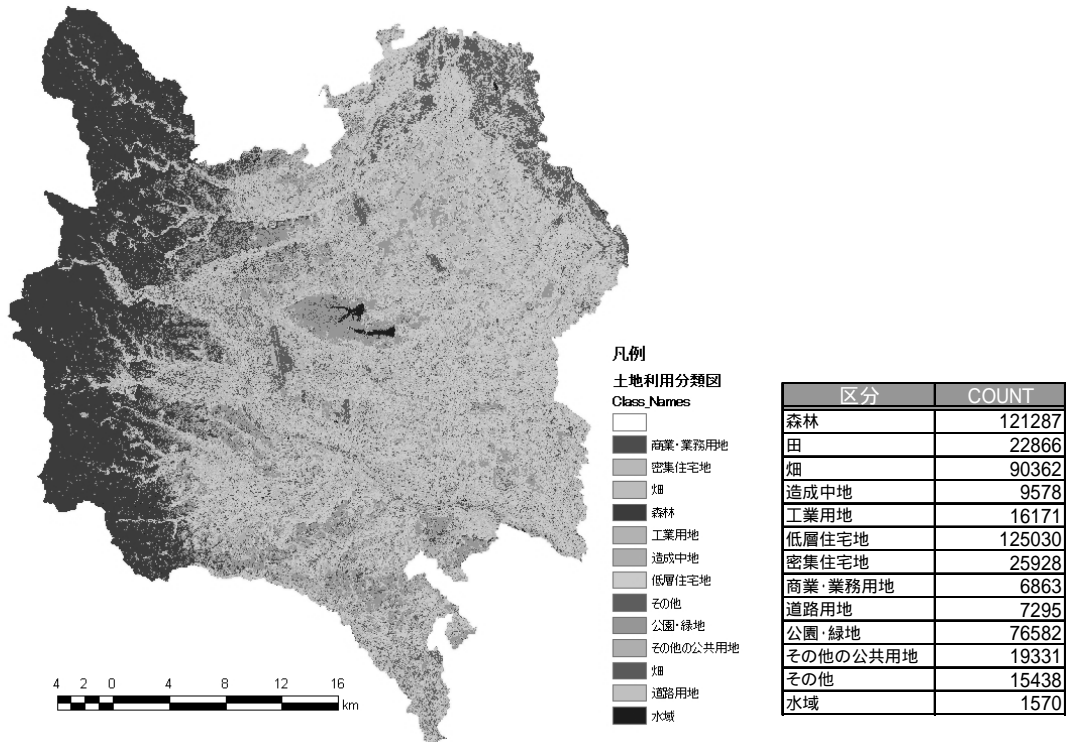 凡例
土地利用分類図
Class_Names
商業・業務用地
密集住宅地
畑
森林
工業用地
造成中地
低層住宅地
その他
公園・緑地
その他の公共用地
畑
道路用地
水域
4 2 0 4 8 12 16
km
区分 COUNT
森林 121287
田 22866
畑 90362
造成中地 9578
工業用地 16171
低層住宅地 125030
密集住宅地 25928
商業・業務用地 6863
道路用地 7295
公園・緑地 76582
その他の公共用地 19331
その他 15438
水域 1570